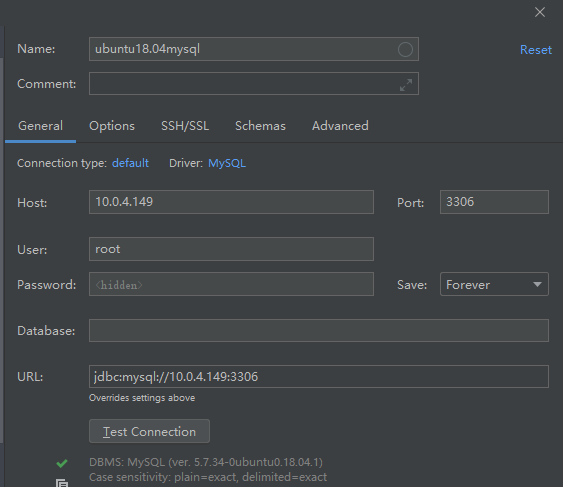 Name: ubuntu18.04mysql Reset
Comment:
General Options SSH/SSL Schemas Advanced
Connection type: default Driver: MySQL
Host: 10.0.4.149 Port: 3306
User: root
Password: <hidden> Save: Forever
Database:
URL: jdbc:mysql://10.0.4.149:3306
Overrides settings above
Test Connection
DBMS: MySQL (ver. 5.7.34-0ubuntu0.18.04.1)
Case sensitivity: plain=exact, delimited=exact